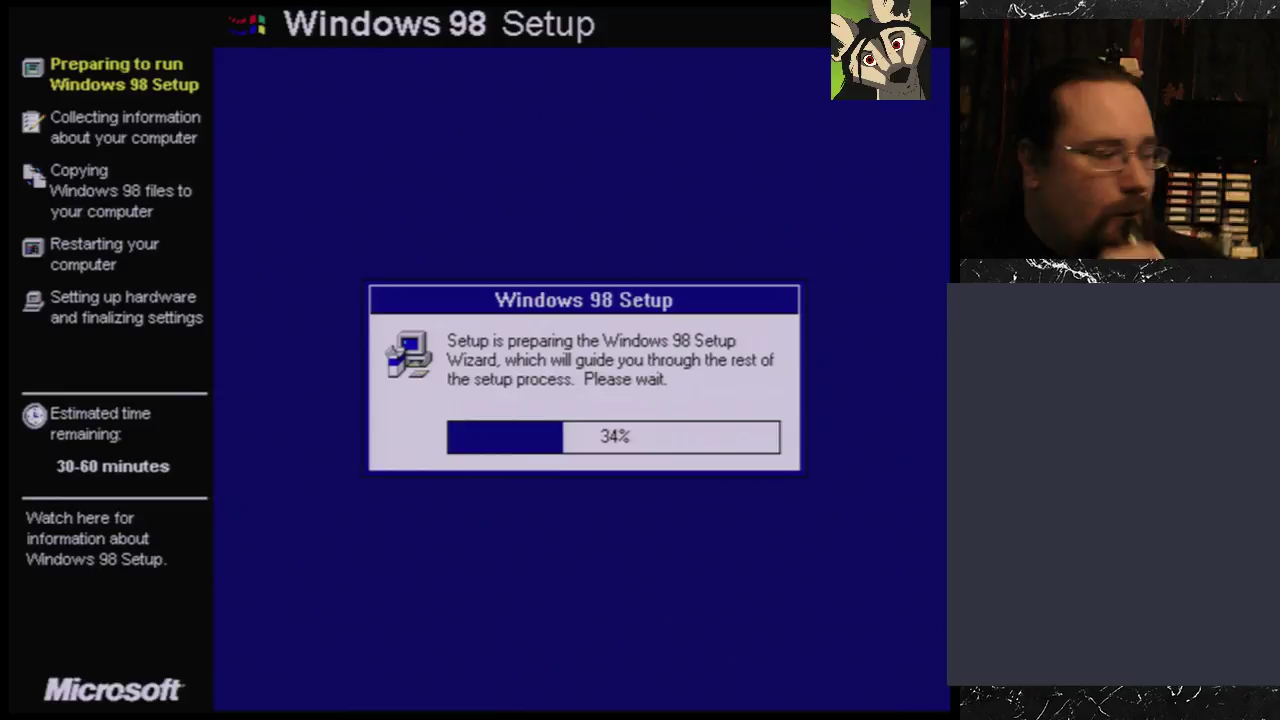 Windows 98 Setup
Preparing to run
Windows 98 Setup
Collecting information
about your computer
Copying
Windows 98 files to
your computer
Restarting your
computer
Setting up hardware
and finalizing settings
Estimated time
remaining:
30-60 minutes
Watch here for
information about
Windows 98 Setup.
Microsoft
Windows 98 Setup
Setup is preparing the Windows 98 Setup
Wizard, which will guide you through the rest of
the setup process.  Please wait.
34%